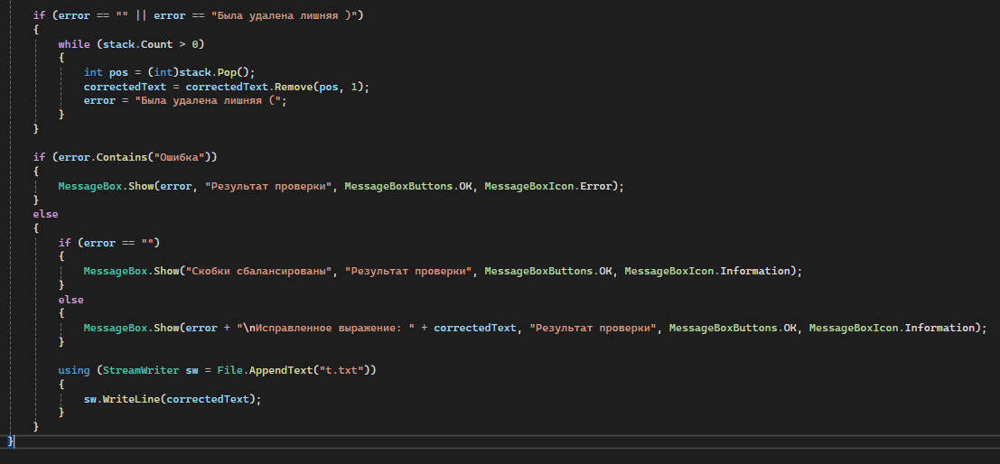 if (error == "" || error == "Была удалена лишняя )")
{
while (stack.Count > 0)
{
int pos = (int)stack.Pop();
correctedText = correctedText.Remove(pos, 1);
error = "Была удалена лишняя (";
}
}
if (error.Contains("Ошибка"))
{
MessageBox.Show(error, "Результат проверки", MessageBoxButtons.OK, MessageBoxIcon.Error);
}
else
{
if (error == "")
{
MessageBox.Show("Скобки сбалансированы", "Результат проверки", MessageBoxButtons.OK, MessageBoxIcon.Information);
}
else
{
MessageBox.Show(error + "\nИсправленное выражение: " + correctedText, "Результат проверки", MessageBoxButtons.OK, MessageBoxIcon.Information);
}
using (StreamWriter sw = File.AppendText("t.txt"))
{
sw.WriteLine(correctedText);
}
}
}